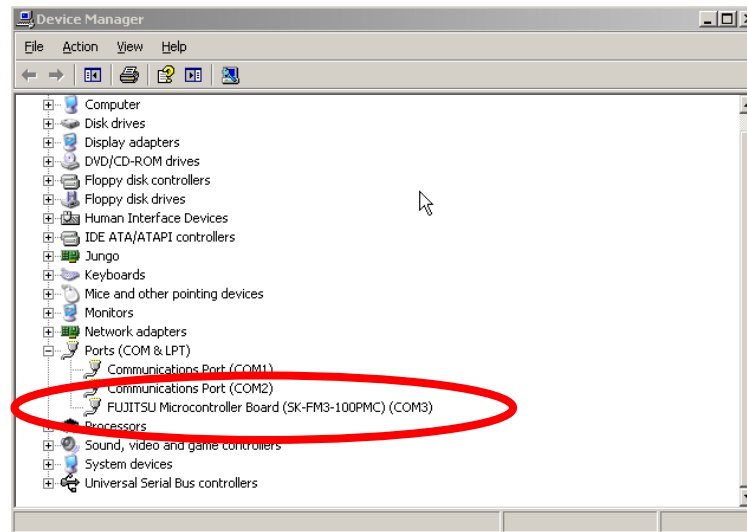 Device Manager
File Action View Help
Computer
Disk drives
Display adapters
DVD/CD-ROM drives
Floppy disk controllers
Floppy disk drives
Human Interface Devices
IDE ATA/ATAPI controllers
Jungo
Keyboards
Mice and other pointing devices
Monitors
Network adapters
Ports (COM & LPT)
Communications Port (COM1)
Communications Port (COM2)
FUJITSU Microcontroller Board (SK-FM3-100PMC) (COM3)
Processors
Sound, video and game controllers
System devices
Universal Serial Bus controllers